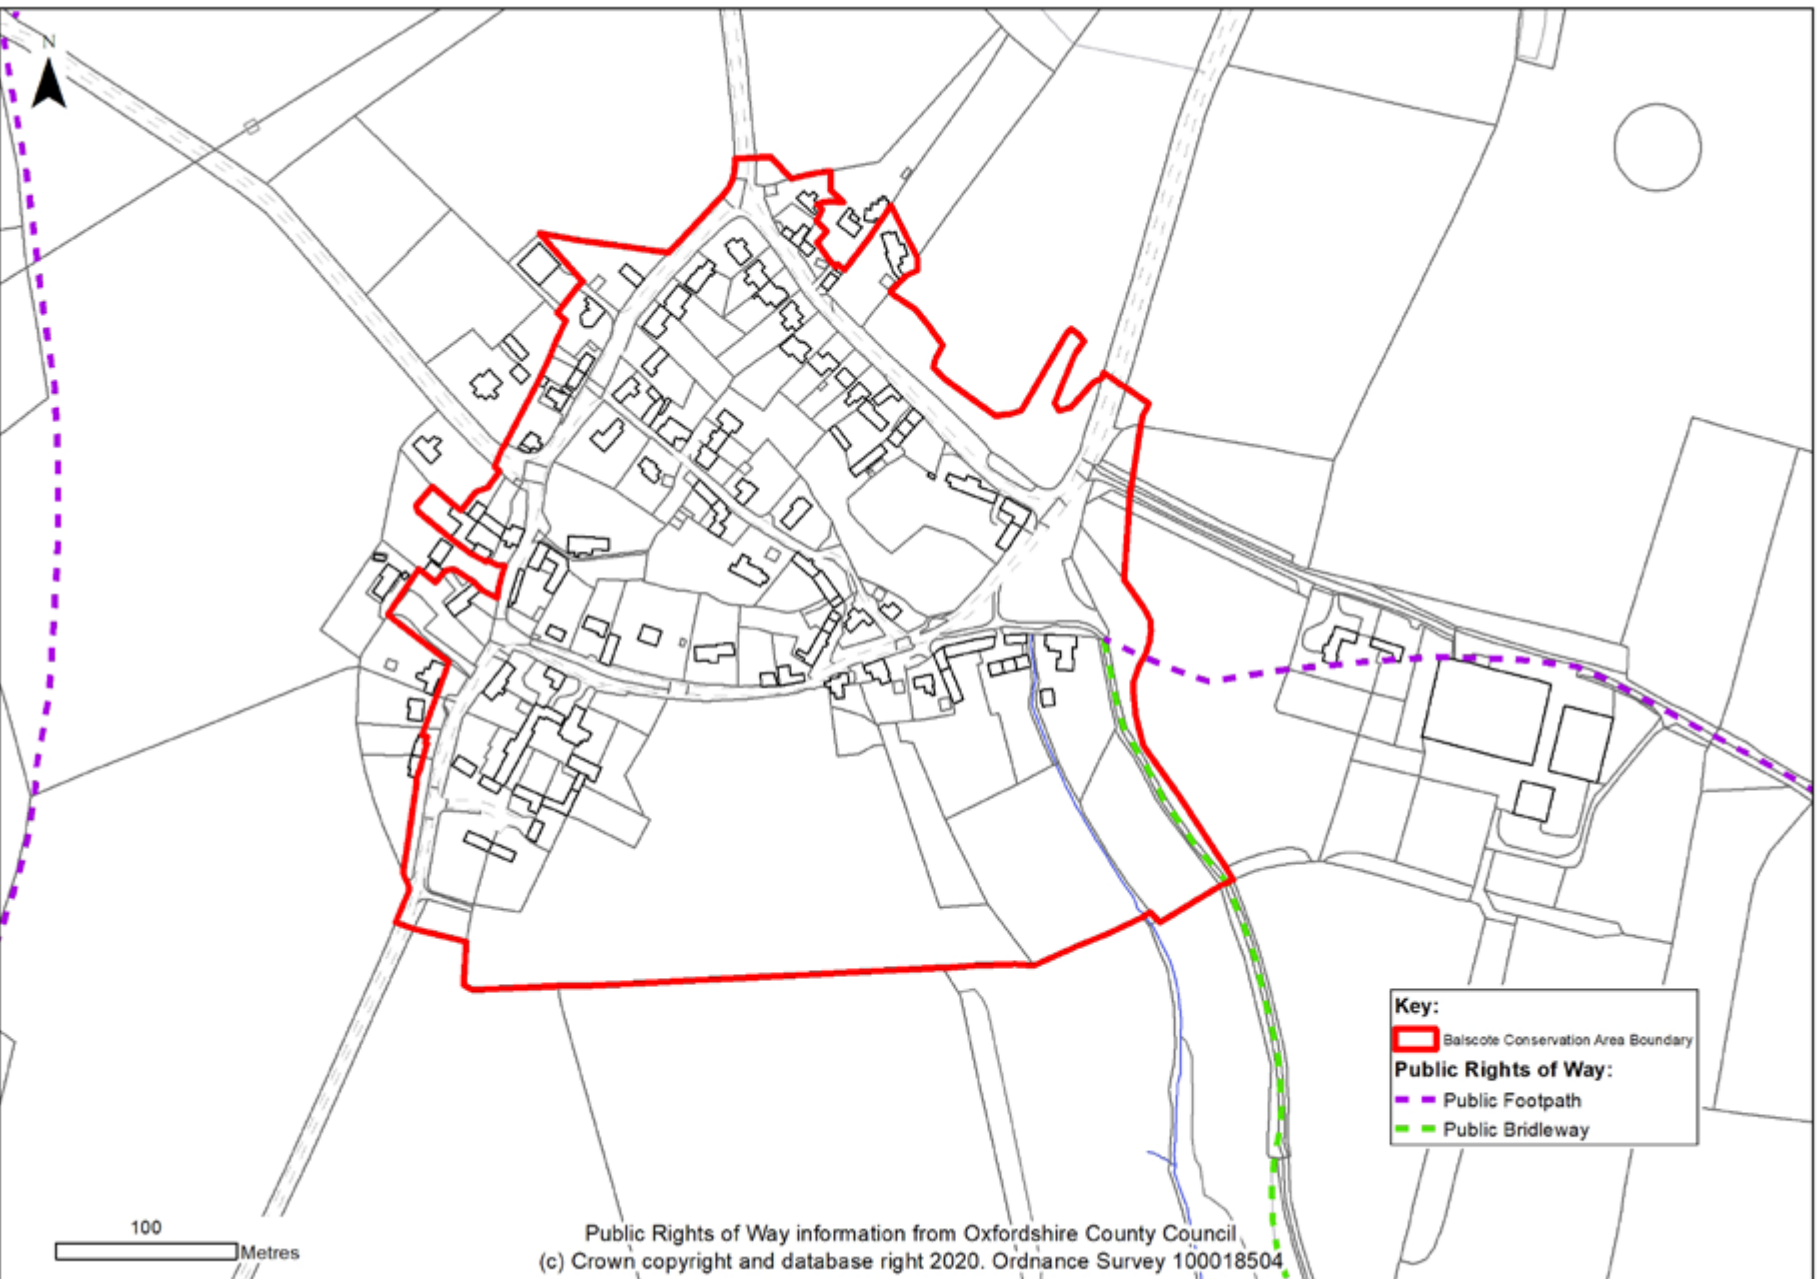 N
Key:
Balscote Conservation Area Boundary
Public Rights of Way:
Public Footpath
Public Bridleway
100
Metres
Public Rights of Way information from Oxfordshire County Council
(c) Crown copyright and database right 2020. Ordnance Survey 100018504